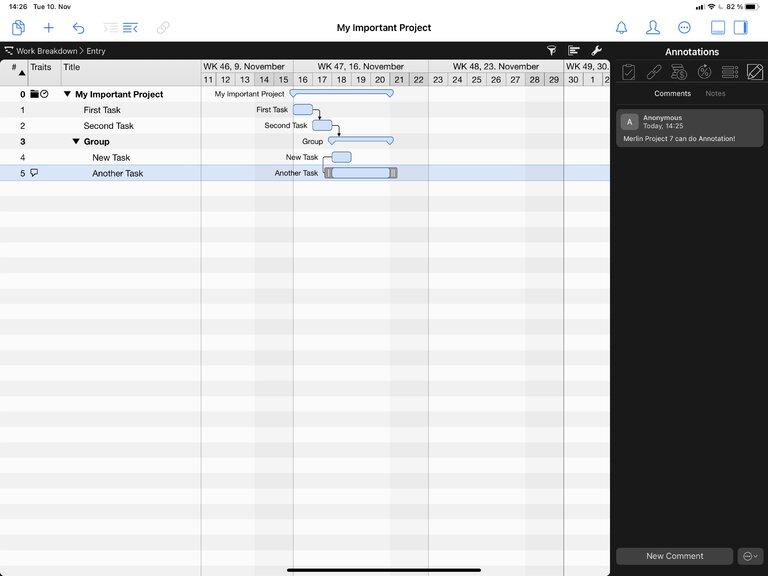 14:26 Tue 10. Nov
82 %
My Important Project
Work Breakdown > Entry
Annotations
# Traits Title
WK 46, 9. November WK 47, 16. November WK 48, 23. November WK 49, 30.
11 12 13 14 15 16 17 18 19 20 21 22 23 24 25 26 27 28 29 30 1 2
Comments Notes
0 My Important Project My Important Project
1 First Task First Task
2 Second Task Second Task
3 Group Group
4 New Task New Task
5 Another Task Another Task
A Anonymous
Today, 14:25
Merlin Project 7 can do Annotation!
New Comment